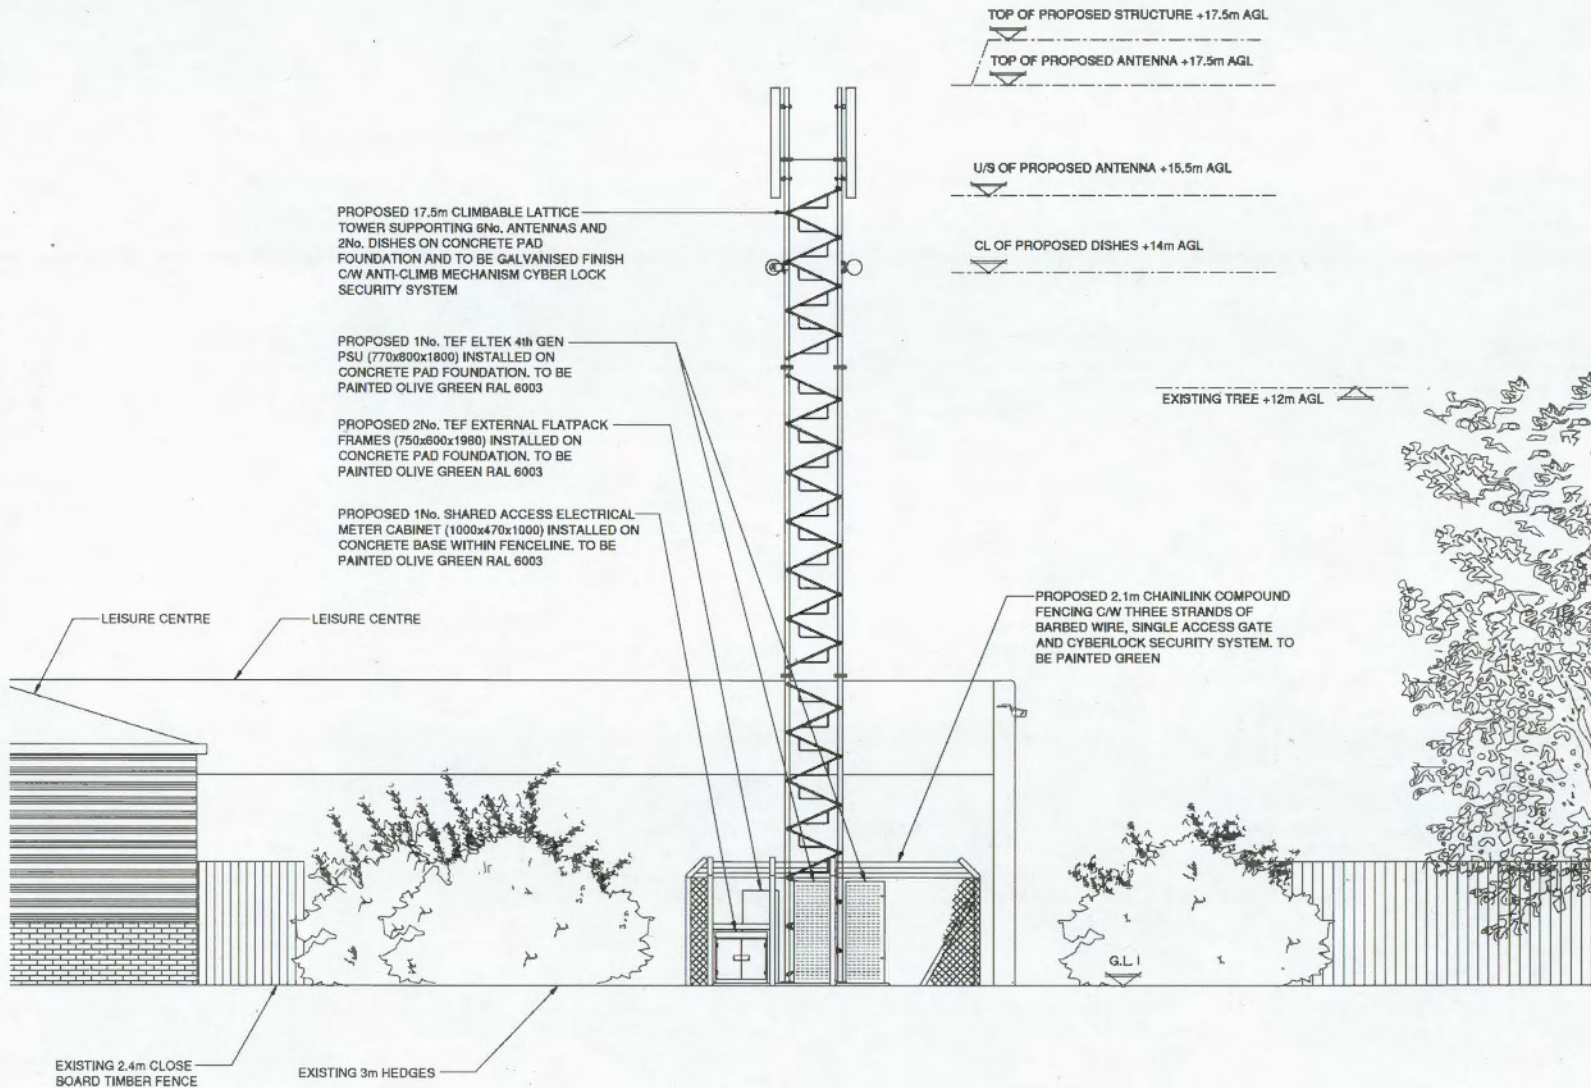 TOP OF PROPOSED STRUCTURE +17.5m AGL
TOP OF PROPOSED ANTENNA +17.5m AGL
U/S OF PROPOSED ANTENNA +15.5m AGL
CL OF PROPOSED DISHES +14m AGL
PROPOSED 17.5m CLIMBABLE LATTICE
TOWER SUPPORTING 6No. ANTENNAS AND
2No. DISHES ON CONCRETE PAD
FOUNDATION AND TO BE GALVANISED FINISH
C/W ANTI-CLIMB MECHANISM CYBER LOCK
SECURITY SYSTEM
PROPOSED 1No. TEF ELTEK 4th GEN
PSU (770x800x1800) INSTALLED ON
CONCRETE PAD FOUNDATION. TO BE
PAINTED OLIVE GREEN RAL 6003
EXISTING TREE +12m AGL
PROPOSED 2No. TEF EXTERNAL FLATPACK
FRAMES (750x600x1980) INSTALLED ON
CONCRETE PAD FOUNDATION. TO BE
PAINTED OLIVE GREEN RAL 6003
PROPOSED 1No. SHARED ACCESS ELECTRICAL
METER CABINET (1000x470x1000) INSTALLED ON
CONCRETE BASE WITHIN FENCELINE. TO BE
PAINTED OLIVE GREEN RAL 6003
PROPOSED 2.1m CHAINLINK COMPOUND
FENCING C/W THREE STRANDS OF
BARBED WIRE, SINGLE ACCESS GATE
AND CYBERLOCK SECURITY SYSTEM. TO
BE PAINTED GREEN
LEISURE CENTRE
LEISURE CENTRE
G.L
EXISTING 2.4m CLOSE
BOARD TIMBER FENCE
EXISTING 3m HEDGES